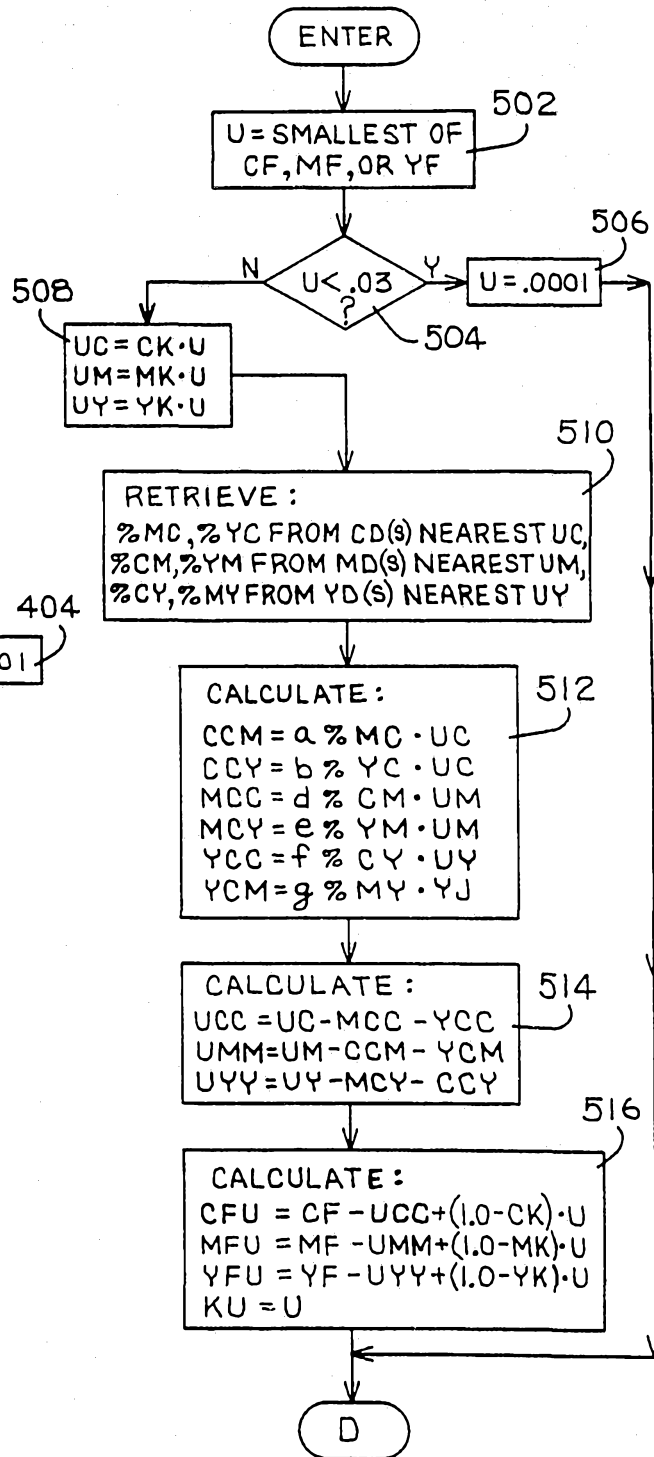 ENTER
502
U = SMALLEST OF
CF, MF, OR YF
506
N
U < .03
?
Y
U = .0001
504
508
UC = CK·U
UM = MK·U
UY = YK·U
510
RETRIEVE :
%MC, %YC FROM CD(S) NEAREST UC,
%CM, %YM FROM MD(S) NEAREST UM,
%CY, %MY FROM YD(S) NEAREST UY
404
01
512
CALCULATE :
CCM = a % MC · UC
CCY = b % YC · UC
MCC = d % CM · UM
MCY = e % YM · UM
YCC = f % CY · UY
YCM = g % MY · YJ
514
CALCULATE :
UCC = UC - MCC - YCC
UMM = UM - CCM - YCM
UYY = UY - MCY - CCY
516
CALCULATE :
CFU = CF - UCC + (1.0 - CK)·U
MFU = MF - UMM + (1.0 - MK)·U
YFU = YF - UYY + (1.0 - YK)·U
KU = U
D